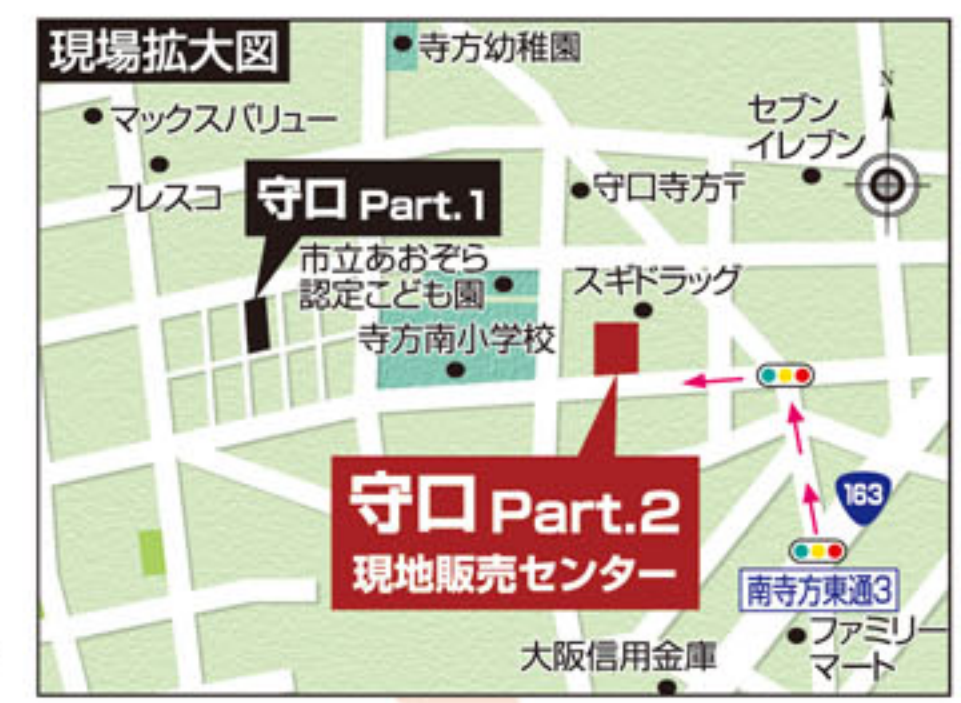 現場拡大図
寺方幼稚園
マックスバリュー
セブン
イレブン
N
フレスコ
守口 Part.1
守口寺方〒
市立あおぞら
認定こども園
スギドラッグ
寺方南小学校
守口 Part.2
現地販売センター
163
南寺方東通3
ファミリー
マート
大阪信用金庫